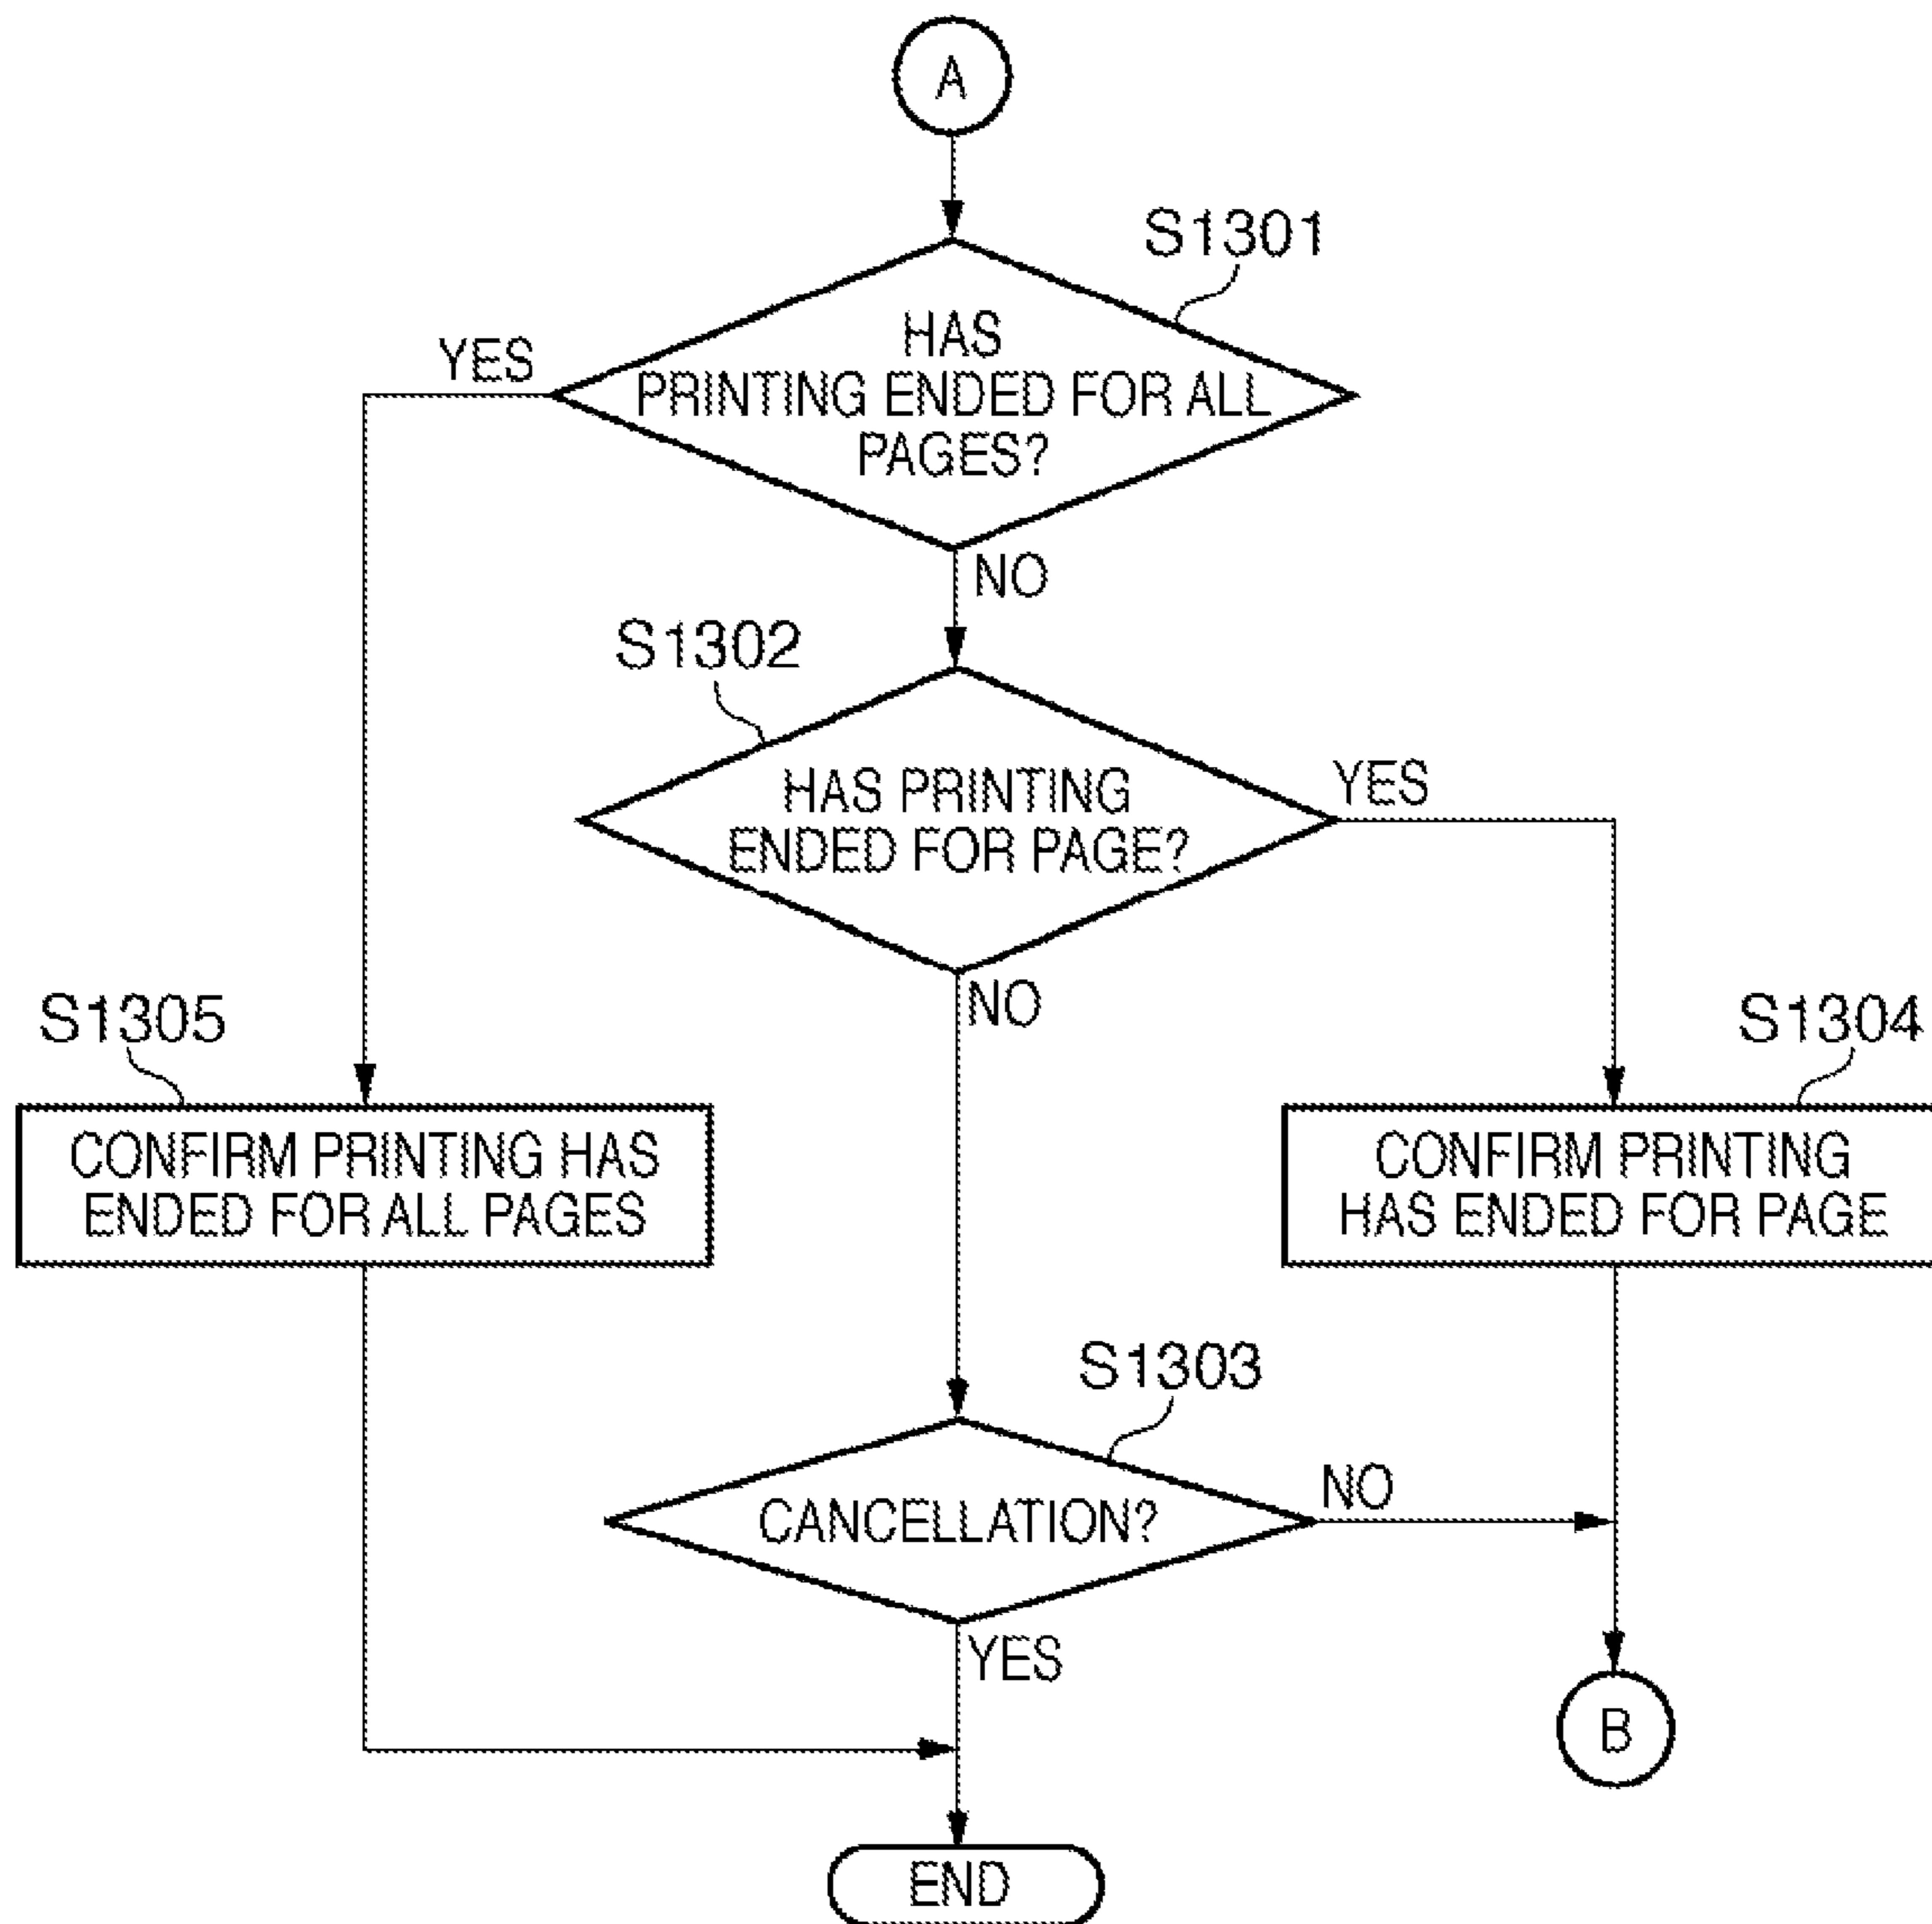 A
S1301
HAS
PRINTING ENDED FOR ALL
PAGES?
YES
NO
S1302
HAS PRINTING
ENDED FOR PAGE?
YES
NO
S1305
CONFIRM PRINTING HAS
ENDED FOR ALL PAGES
S1304
CONFIRM PRINTING
HAS ENDED FOR PAGE
S1303
CANCELLATION?
NO
YES
B
END